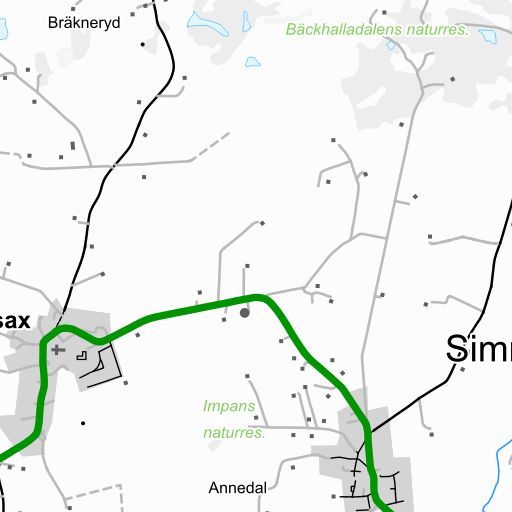 Bräkneryd
Bäckhalladalens naturres.
sax
Simr
Impans
naturres.
Annedal